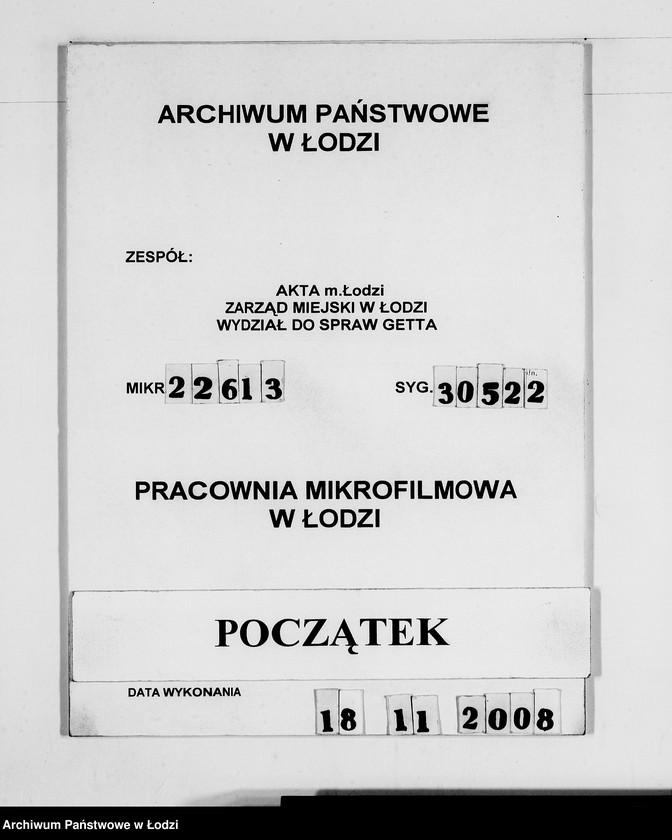 ARCHIWUM PAŃSTWOWE
W ŁODZI
ZESPÓŁ:
AKTA m.Łodzi
ZARZĄD MIEJSKI W ŁODZI
WYDZIAŁ DO SPRAW GETTA
MIKR 22613 SYG. 30522
PRACOWNIA MIKROFILMOWA
W ŁODZI
POCZĄTEK
DATA WYKONANIA
18 11 2008
Archiwum Państwowe w Łodzi